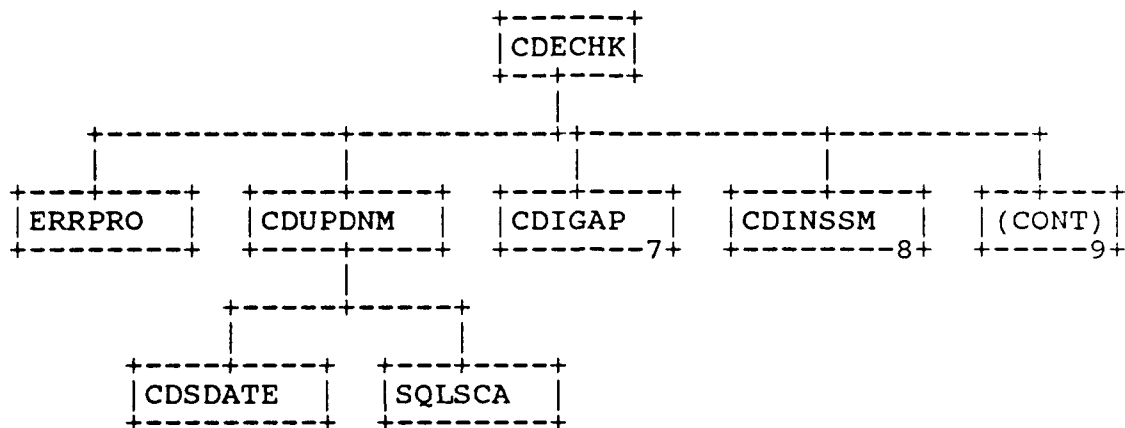 CDECHK
ERRPRO CDUPDNM CDIGAP CDINSSM (CONT)
7 8 9
CDSDATE SQLSCA